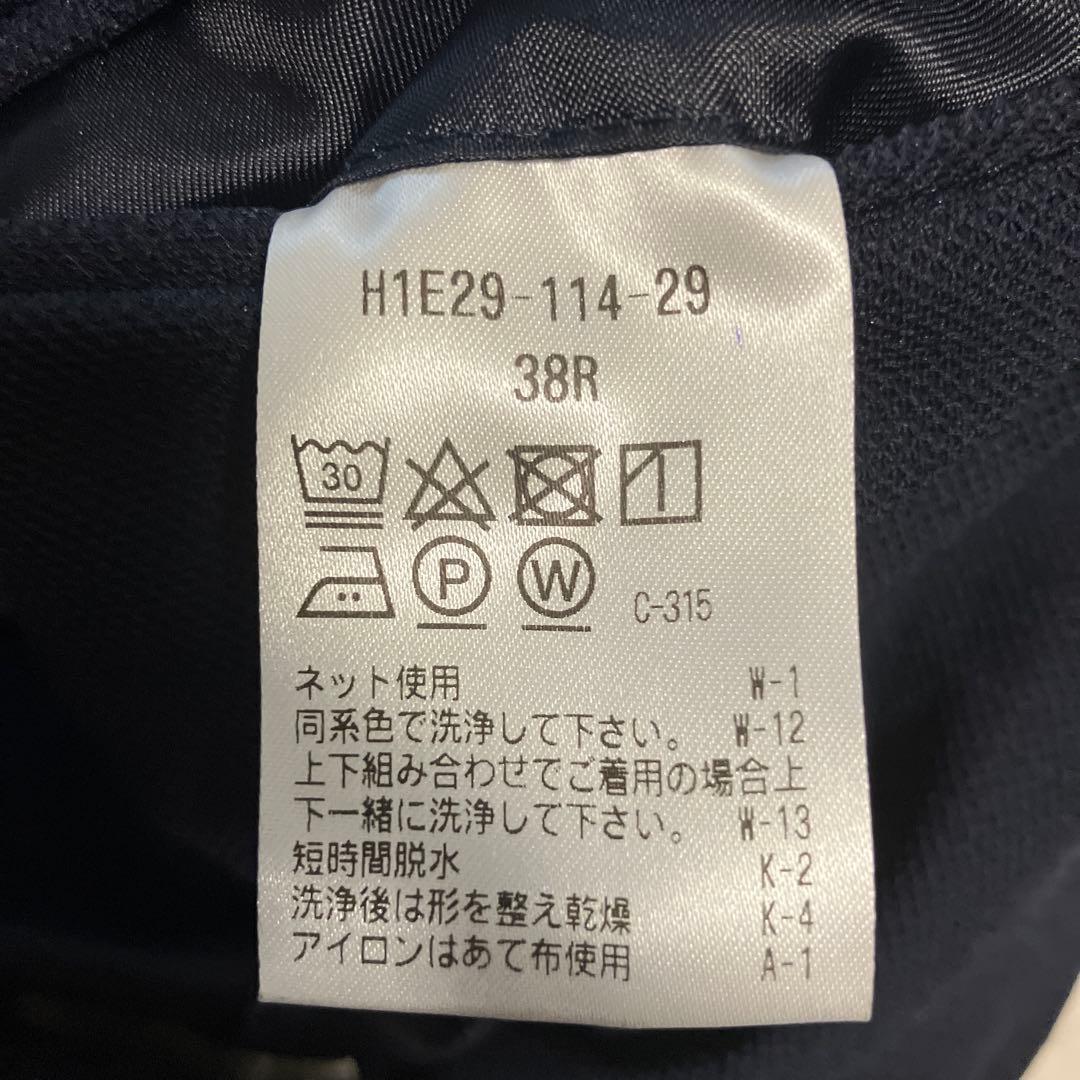 H1E29-114-29
38R
30
P W C-315
ネット使用 W-1
同系色で洗浄して下さい。 W-12
上下組み合わせでご着用の場合上
下一緒に洗浄して下さい。 W-13
短時間脱水 K-2
洗浄後は形を整え乾燥 K-4
アイロンはあて布使用 A-1